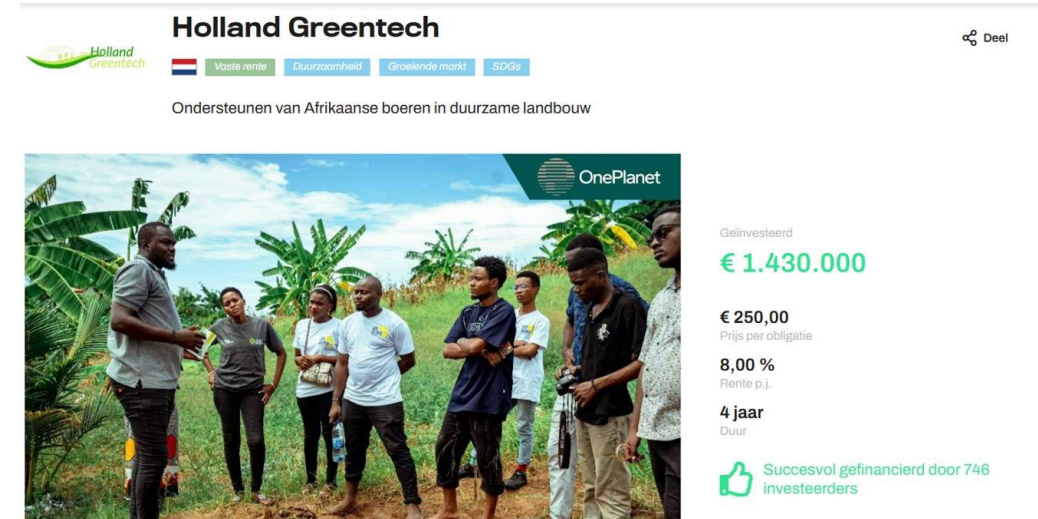 Holland Greentech
Deel
Holland
Greentech
Vaste rente
Duurzaamheid
Groeiende markt
SDGs
Ondersteunen van Afrikaanse boeren in duurzame landbouw
OnePlanet
Geïnvesteerd
€ 1.430.000
€ 250,00
Prijs per obligatie
8,00 %
Rente p.j.
4 jaar
Duur
Succesvol gefinancierd door 746
investeerders